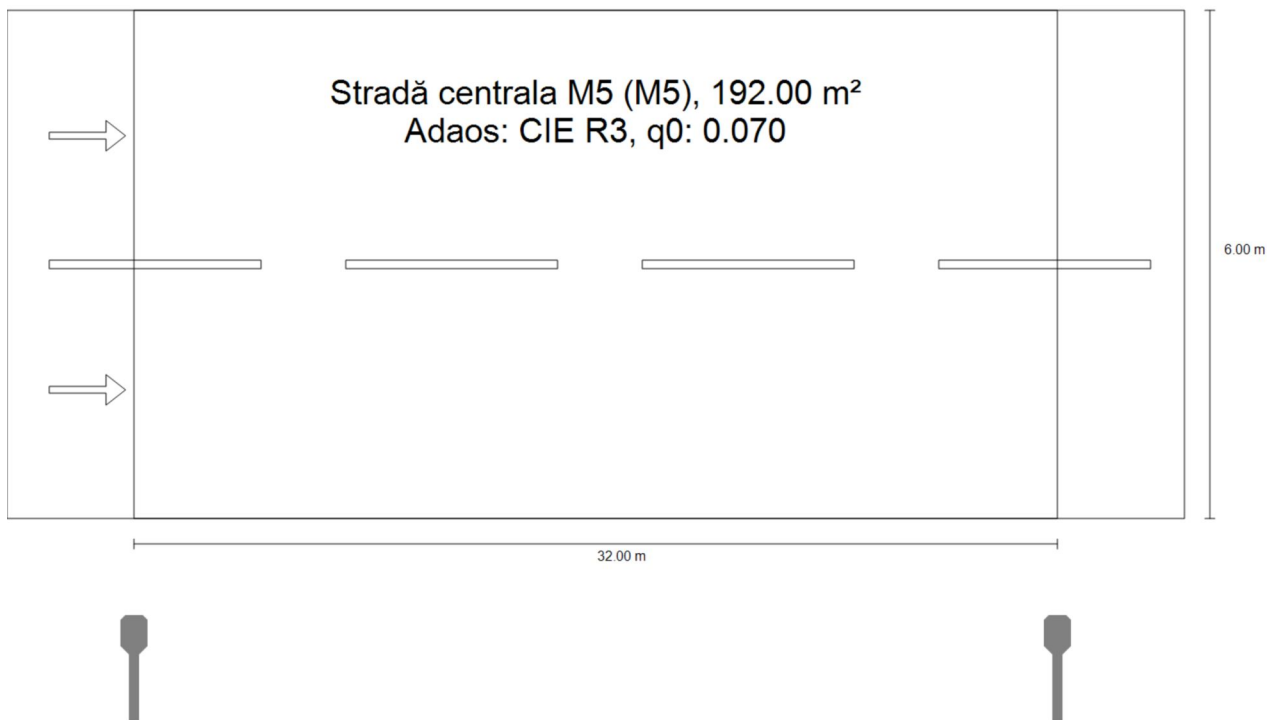 Stradă centrala M5 (M5), 192.00 m²
Adaos: CIE R3, q0: 0.070
6.00 m
32.00 m